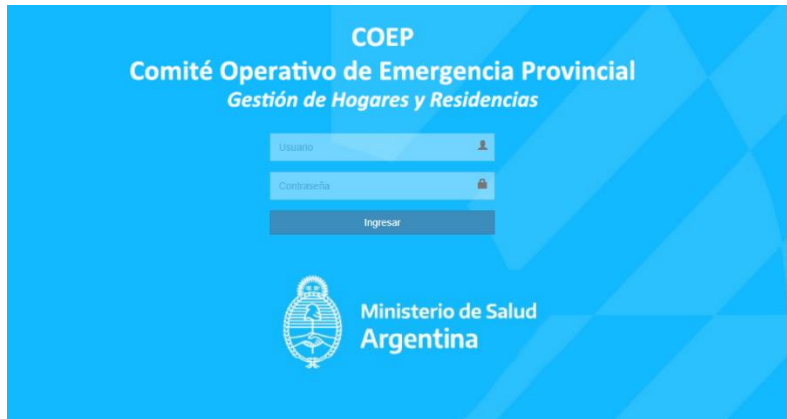 COEP
Comité Operativo de Emergencia Provincial
Gestión de Hogares y Residencias
Usuario
Contraseña
Ingresar
Ministerio de Salud
Argentina